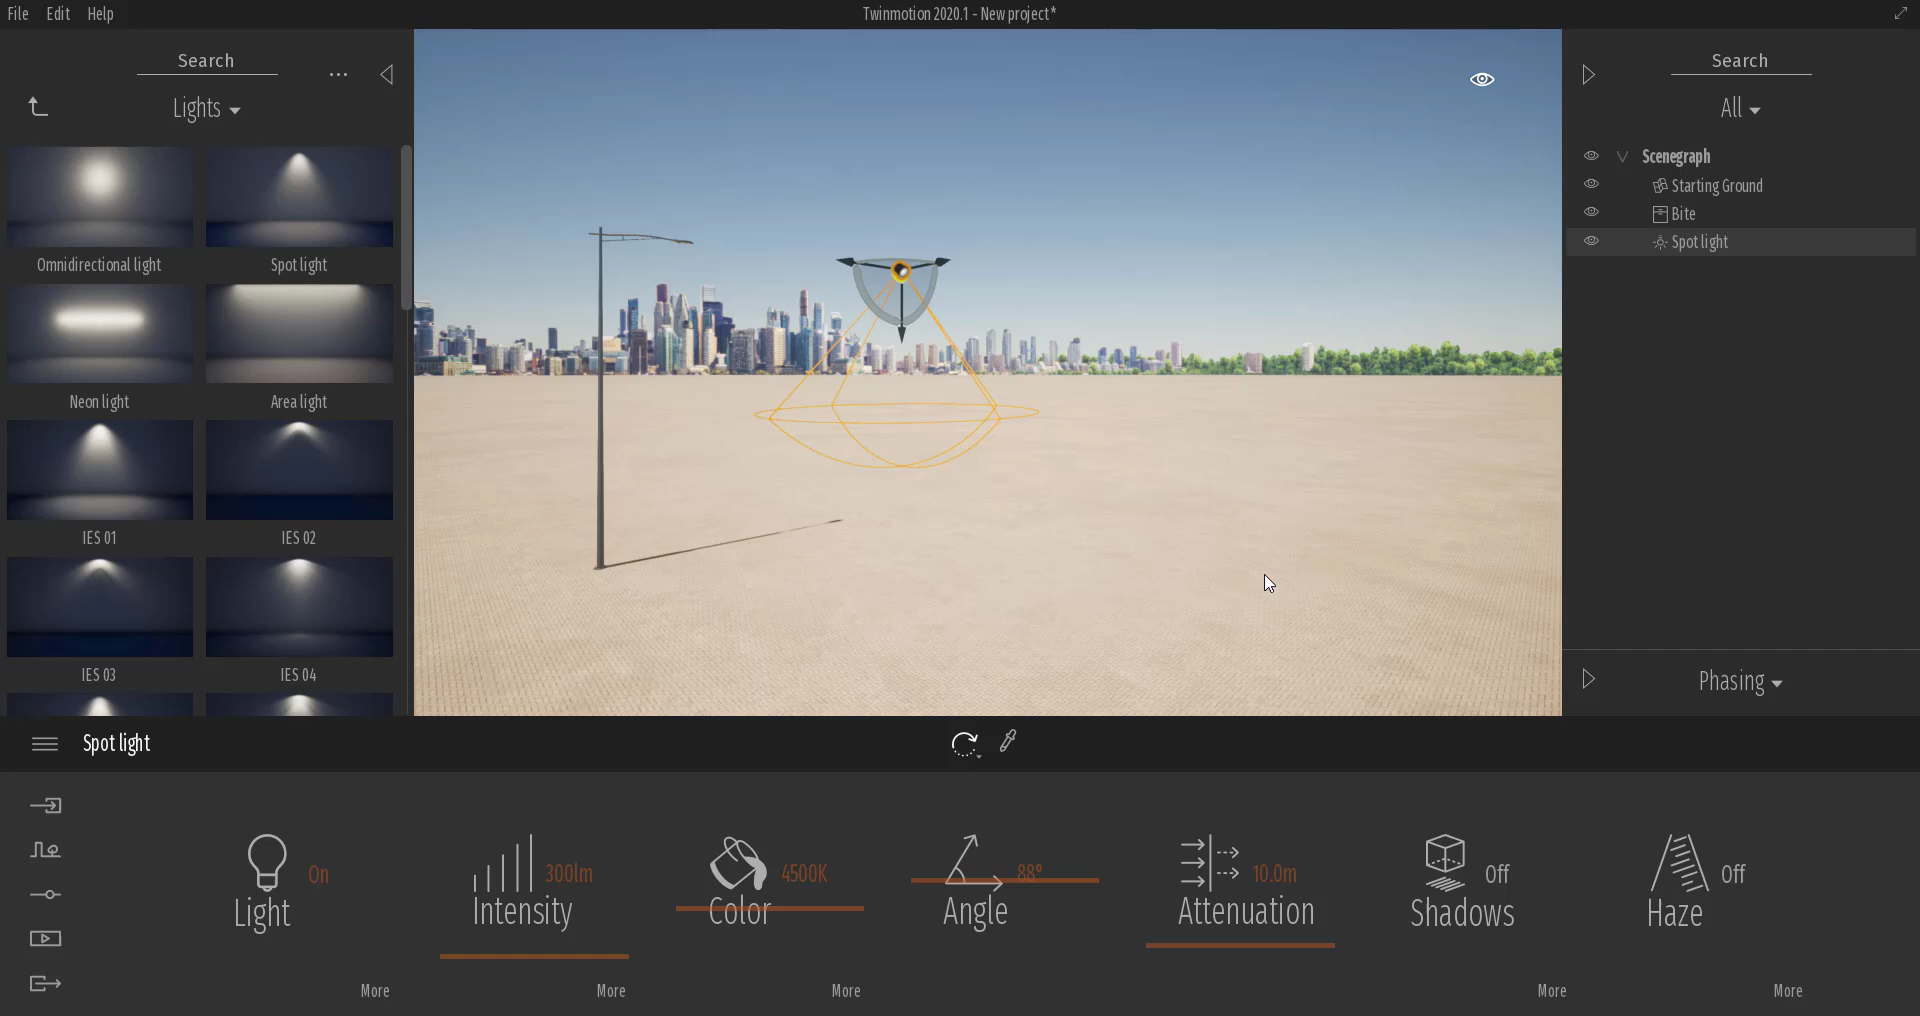 File Edit Help
Twinmotion 2020.1 - New project*
Search
...
Lights
Omnidirectional light
Spot light
Neon light
Area light
IES 01
IES 02
IES 03
IES 04
Search
All
Scenegraph
Starting Ground
Bite
Spot light
Phasing
Spot light
Light On
Intensity 300lm
Color 4500K
Angle 88°
Attenuation 10.0m
Shadows Off
Haze Off
More
More
More
More
More